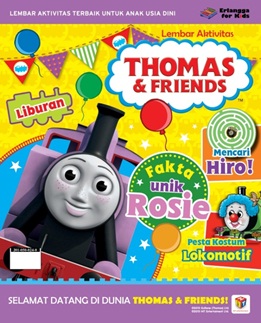 LEMBAR AKTIVITAS TERBAIK UNTUK ANAK USIA DINI
Erlangga
for Kids
Lembar Aktivitas
THOMAS
& FRIENDS
TM
Liburan
Mencari
Hiro!
Fakta
unik
Rosie
Pesta Kostum
Lokomotif
SELAMAT DATANG DI DUNIA THOMAS & FRIENDS!